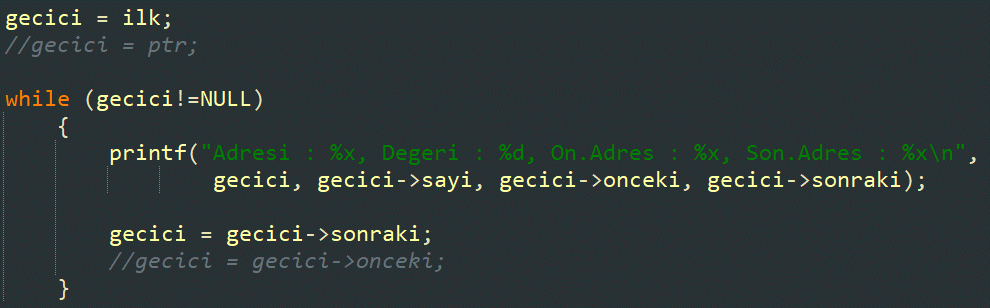 gecici = ilk;
//gecici = ptr;
while (gecici!=NULL)
{
printf("Adresi : %x, Degeri : %d, On.Adres : %x, Son.Adres : %x\n",
gecici, gecici->sayi, gecici->onceki, gecici->sonraki);
gecici = gecici->sonraki;
//gecici = gecici->onceki;
}